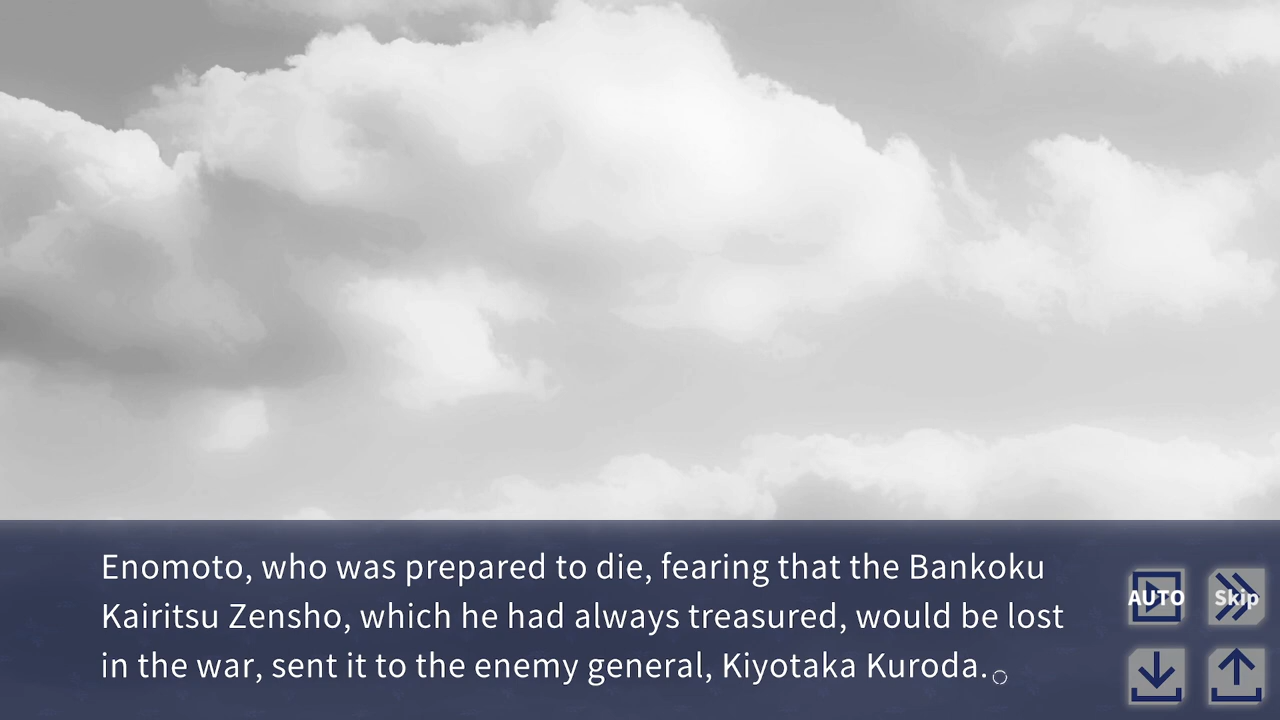 Enomoto, who was prepared to die, fearing that the Bankoku
Kairitsu Zensho, which he had always treasured, would be lost
in the war, sent it to the enemy general, Kiyotaka Kuroda.
AUTO
Skip